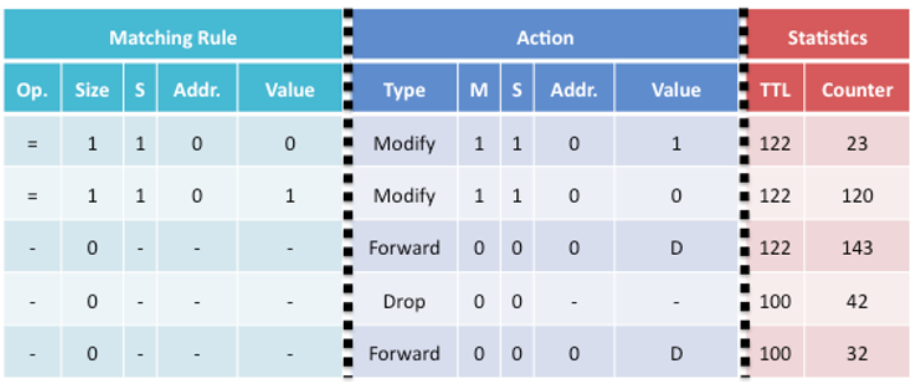 Matching Rule Action Statistics
Op. Size S Addr. Value Type M S Addr. Value TTL Counter
= 1 1 0 0 Modify 1 1 0 1 122 23
= 1 1 0 1 Modify 1 1 0 0 122 120
- 0 - - - Forward 0 0 0 D 122 143
- 0 - - - Drop 0 0 - - 100 42
- 0 - - - Forward 0 0 0 D 100 32